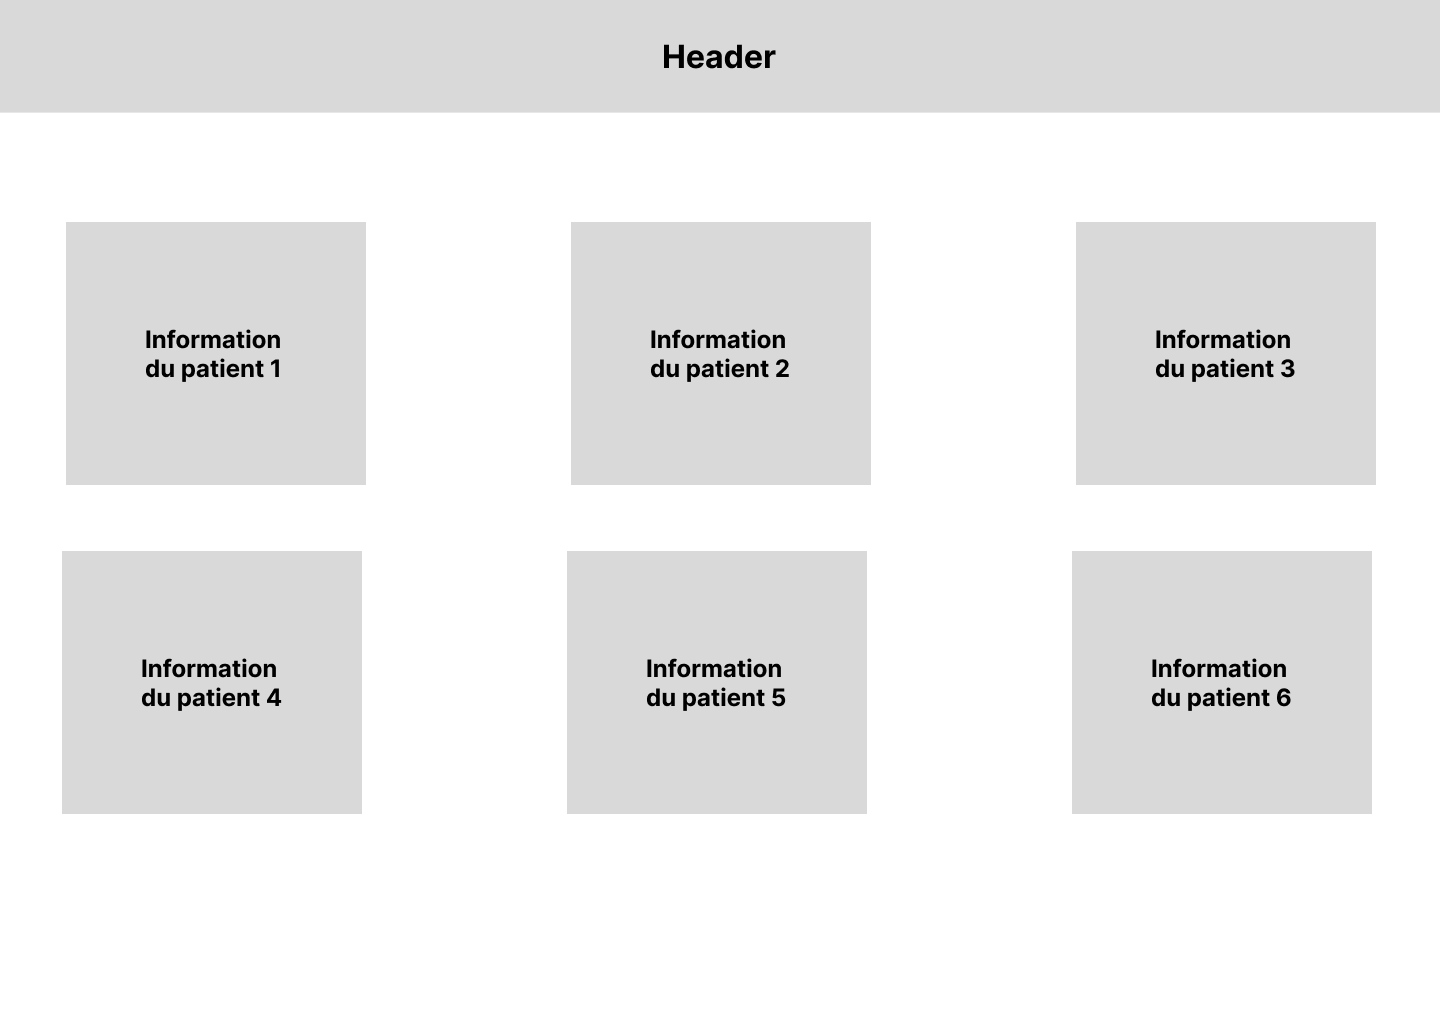 Header
Information
du patient 1
Information
du patient 2
Information
du patient 3
Information
du patient 4
Information
du patient 5
Information
du patient 6